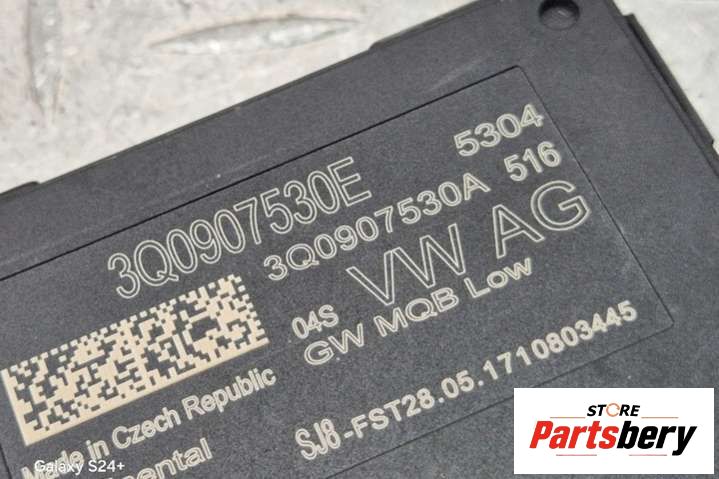 5304
3Q0907530E
3Q0907530A 516
VW AG
04S
GW MQB Low
SJ8-FST28.05.1710803445
Made in Czech Republic
Galaxy S24+
STORE
Partsbery